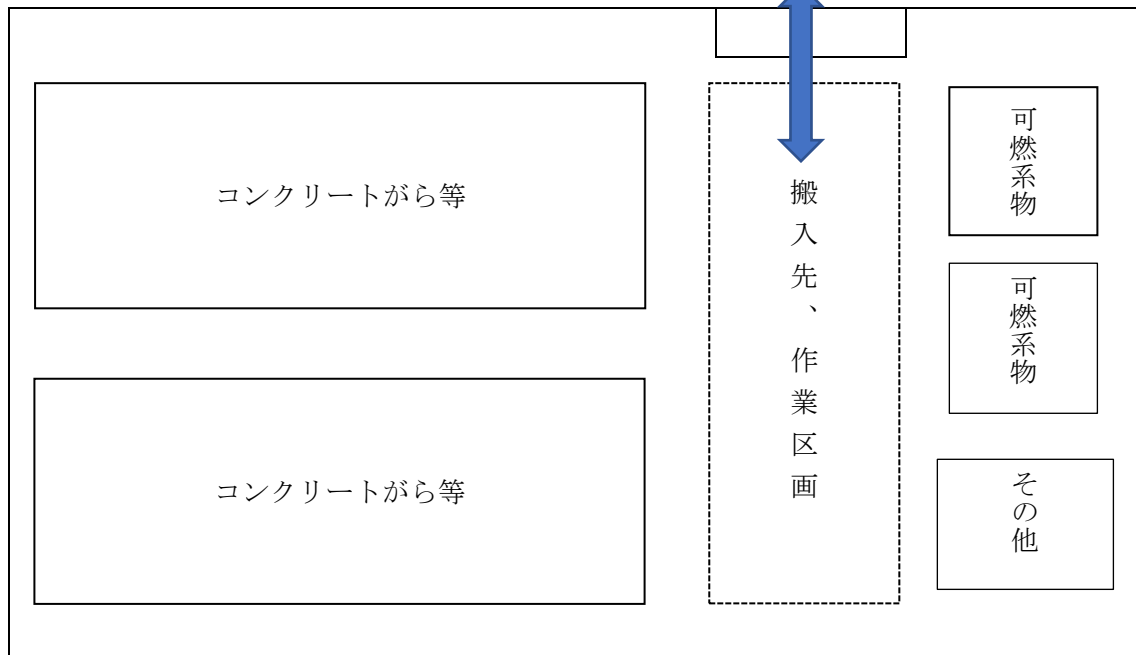 コンクリートがら等
コンクリートがら等
搬入先、作業区画
可燃系物
可燃系物
その他